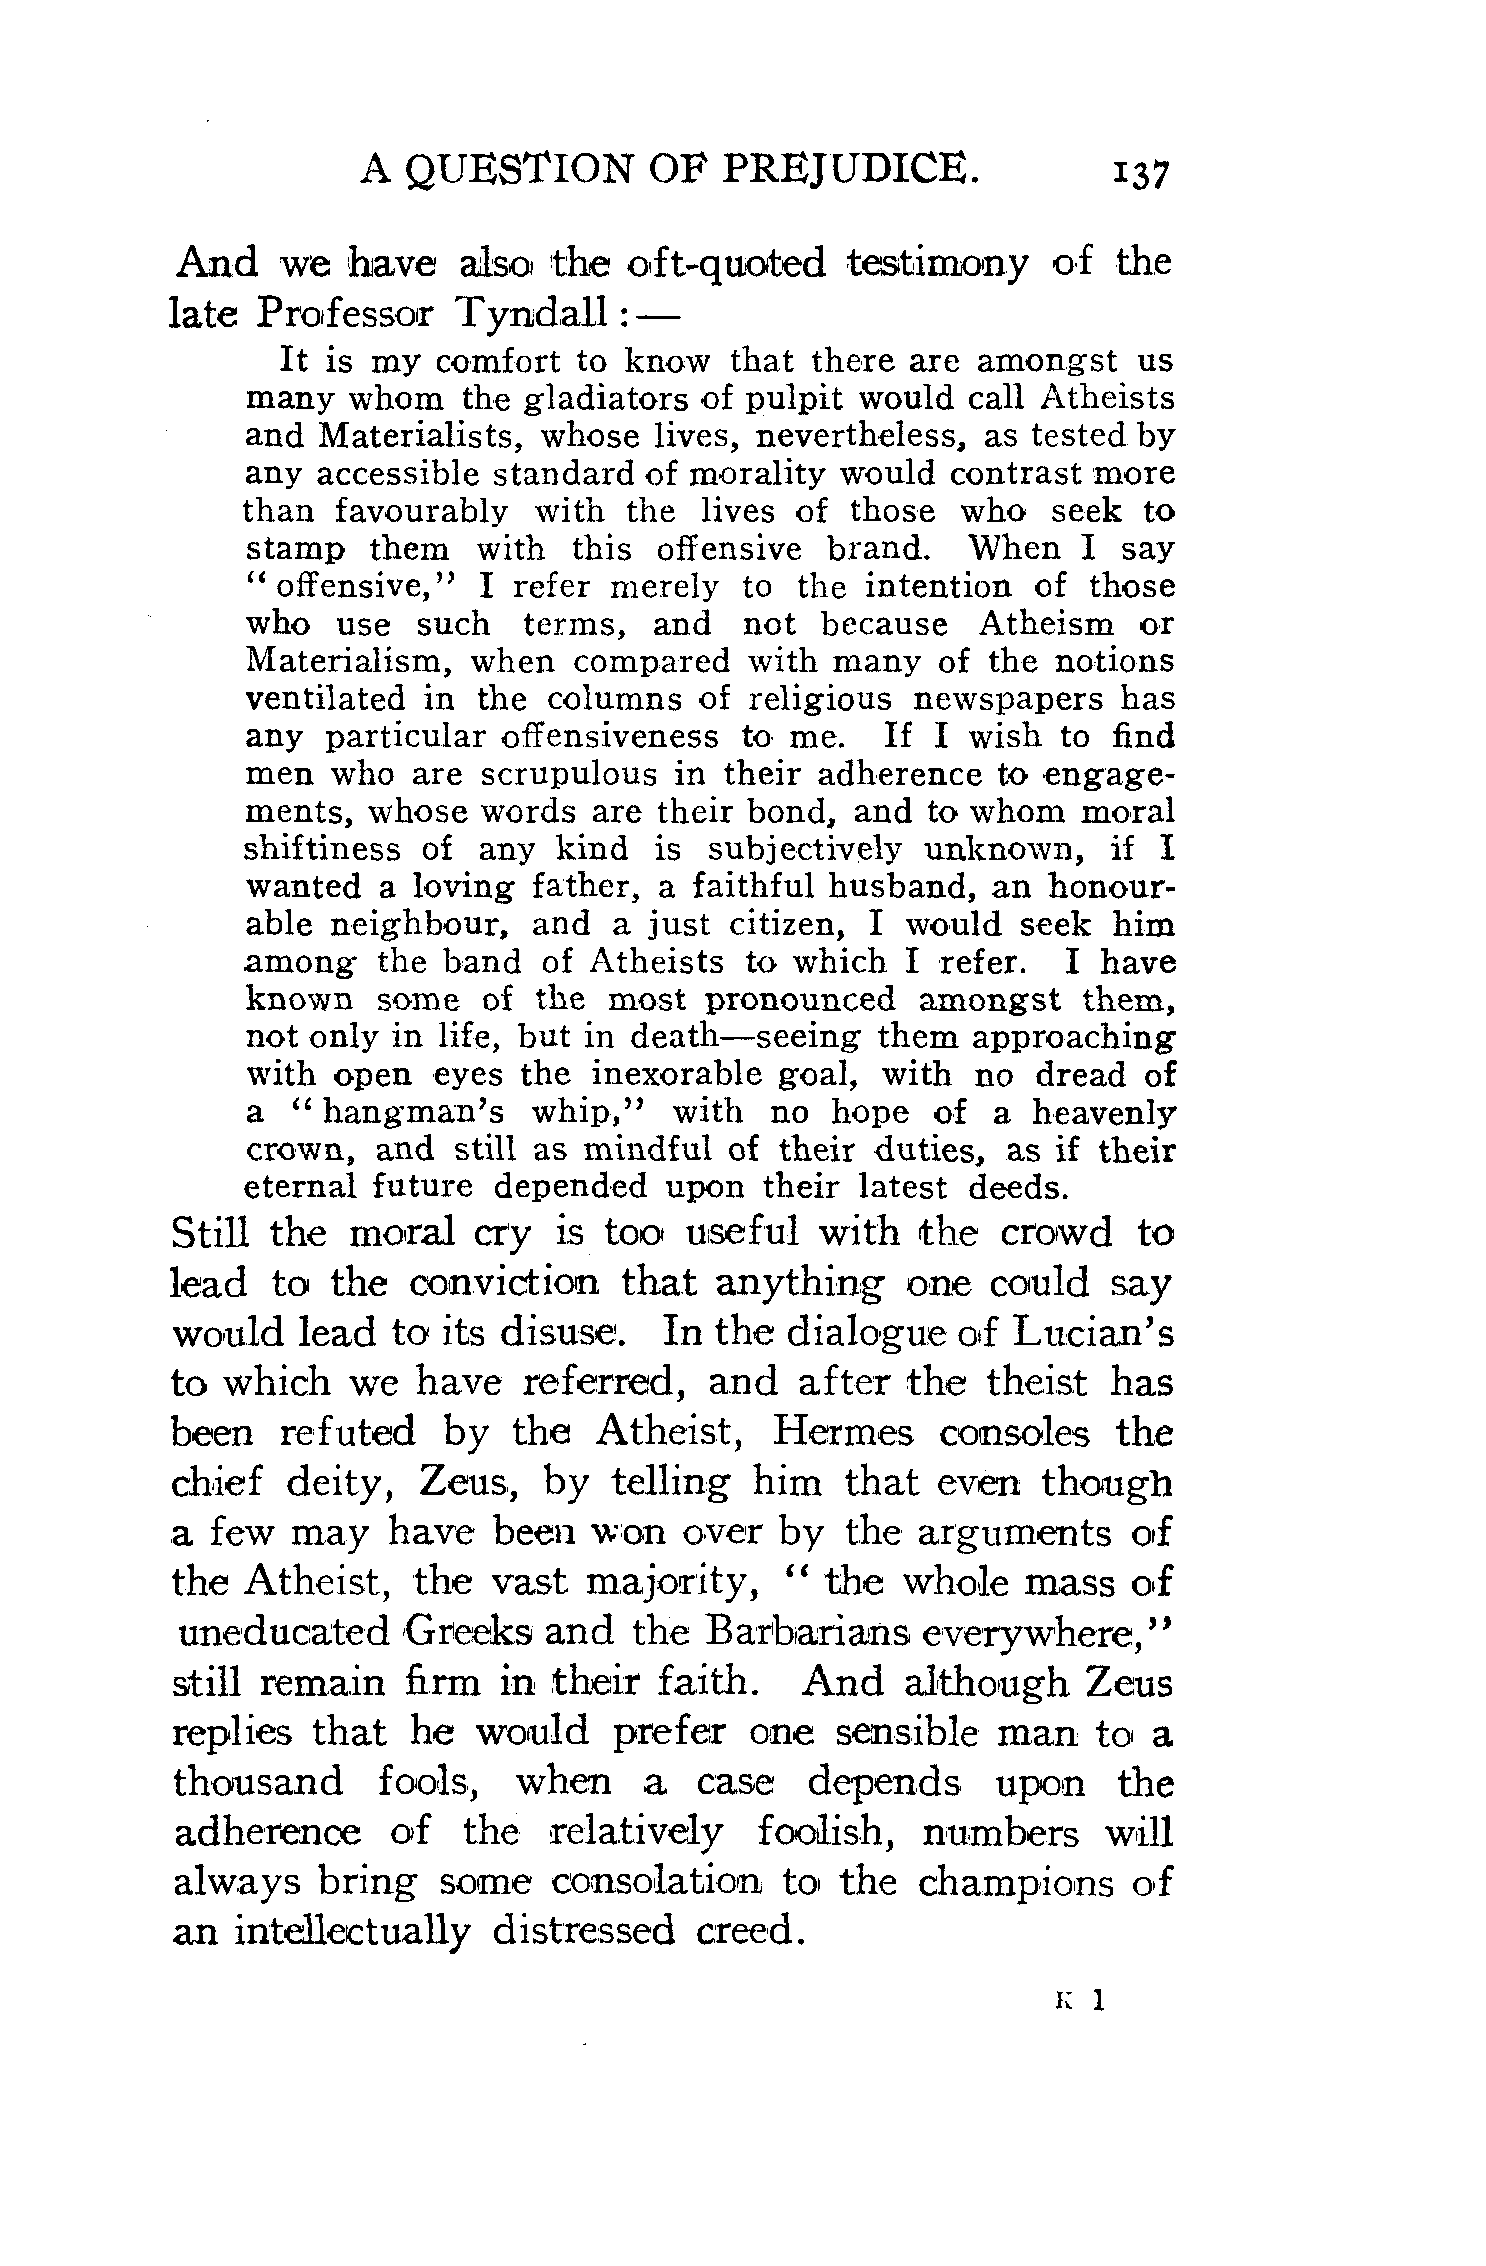 A QUESTION OF PREJUDICE. 137
And we have also the oft-quoted testimony of the
late Professor Tyndall :—
It is my comfort to know that there are amongst us
many whom the gladiators of pulpit would call Atheists
and Materialists, whose lives, nevertheless, as tested by
any accessible standard of morality would contrast more
than favourably with the lives of those who seek to
stamp them with this offensive brand. When I say
“ offensive,” I refer merely to the intention of those
who use such terms, and not because Atheism or
Materialism, when compared with many of the notions
ventilated in the columns of religious newspapers has
any particular offensiveness to me. If I wish to find
men who are scrupulous in their adherence to engage-
ments, whose words are their bond, and to whom moral
shiftiness of any kind is subjectively unknown, if I
wanted a loving father, a faithful husband, an honour-
able neighbour, and a just citizen, I would seek him
among the band of Atheists to which I refer. I have
known some of the most pronounced amongst them,
not only in life, but in death—seeing them approaching
with open eyes the inexorable goal, with no dread of
a “ hangman’s whip,” with no hope of a heavenly
crown, and still as mindful of their duties, as if their
eternal future depended upon their latest deeds.
Still the moral cry is too useful with the crowd to
lead to the conviction that anything one could say
would lead to its disuse. In the dialogue of Lucian’s
to which we have referred, and after the theist has
been refuted by the Atheist, Hermes consoles the
chief deity, Zeus, by telling him that even though
a few may have been won over by the arguments of
the Atheist, the vast majority, “ the whole mass of
uneducated Greeks and the Barbarians everywhere,”
still remain firm in their faith. And although Zeus
replies that he would prefer one sensible man to a
thousand fools, when a case depends upon the
adherence of the relatively foolish, numbers will
always bring some consolation to the champions of
an intellectually distressed creed.
K 1